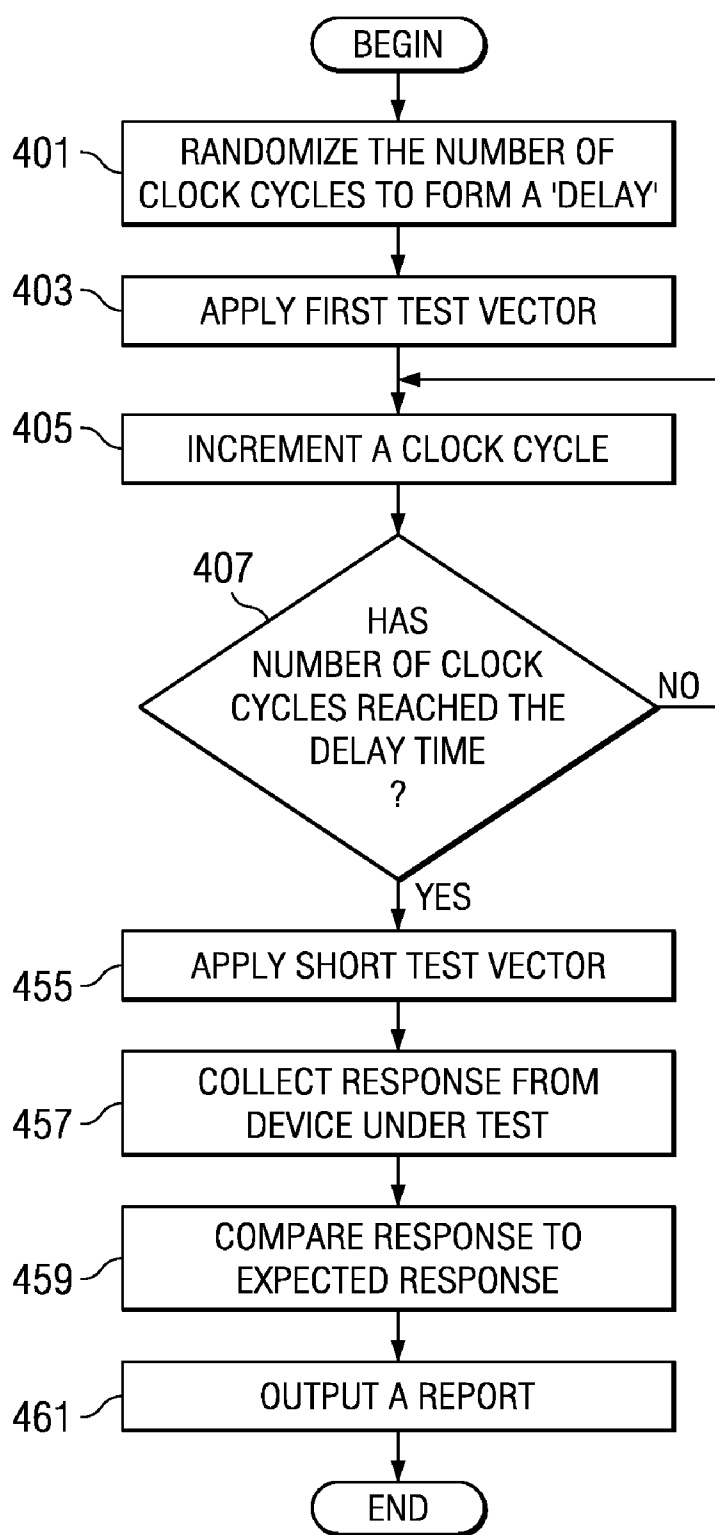 BEGIN
401
RANDOMIZE THE NUMBER OF
CLOCK CYCLES TO FORM A 'DELAY'
403
APPLY FIRST TEST VECTOR
405
INCREMENT A CLOCK CYCLE
407
HAS
NUMBER OF CLOCK
CYCLES REACHED THE
DELAY TIME
?
NO
YES
455
APPLY SHORT TEST VECTOR
457
COLLECT RESPONSE FROM
DEVICE UNDER TEST
459
COMPARE RESPONSE TO
EXPECTED RESPONSE
461
OUTPUT A REPORT
END